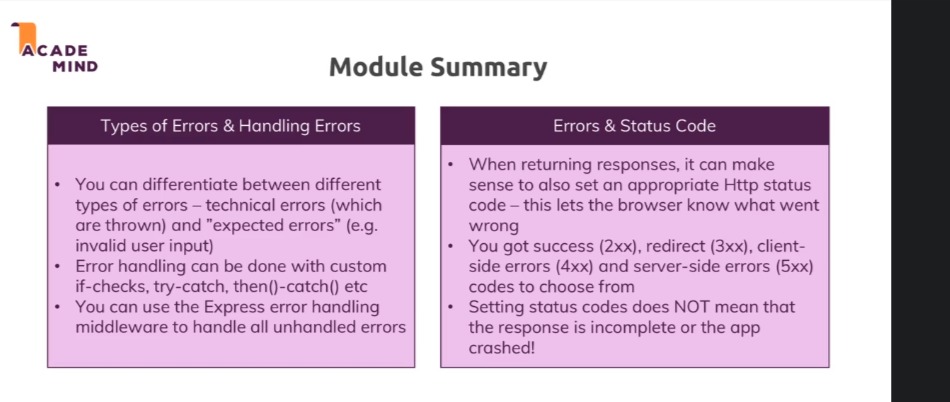 ACADE
MIND
Module Summary
Types of Errors & Handling Errors
• You can differentiate between different
types of errors – technical errors (which
are thrown) and ”expected errors” (e.g.
invalid user input)
• Error handling can be done with custom
if-checks, try-catch, then()-catch() etc
• You can use the Express error handling
middleware to handle all unhandled errors
Errors & Status Code
• When returning responses, it can make
sense to also set an appropriate Http status
code – this lets the browser know what went
wrong
• You got success (2xx), redirect (3xx), client-
side errors (4xx) and server-side errors (5xx)
codes to choose from
• Setting status codes does NOT mean that
the response is incomplete or the app
crashed!